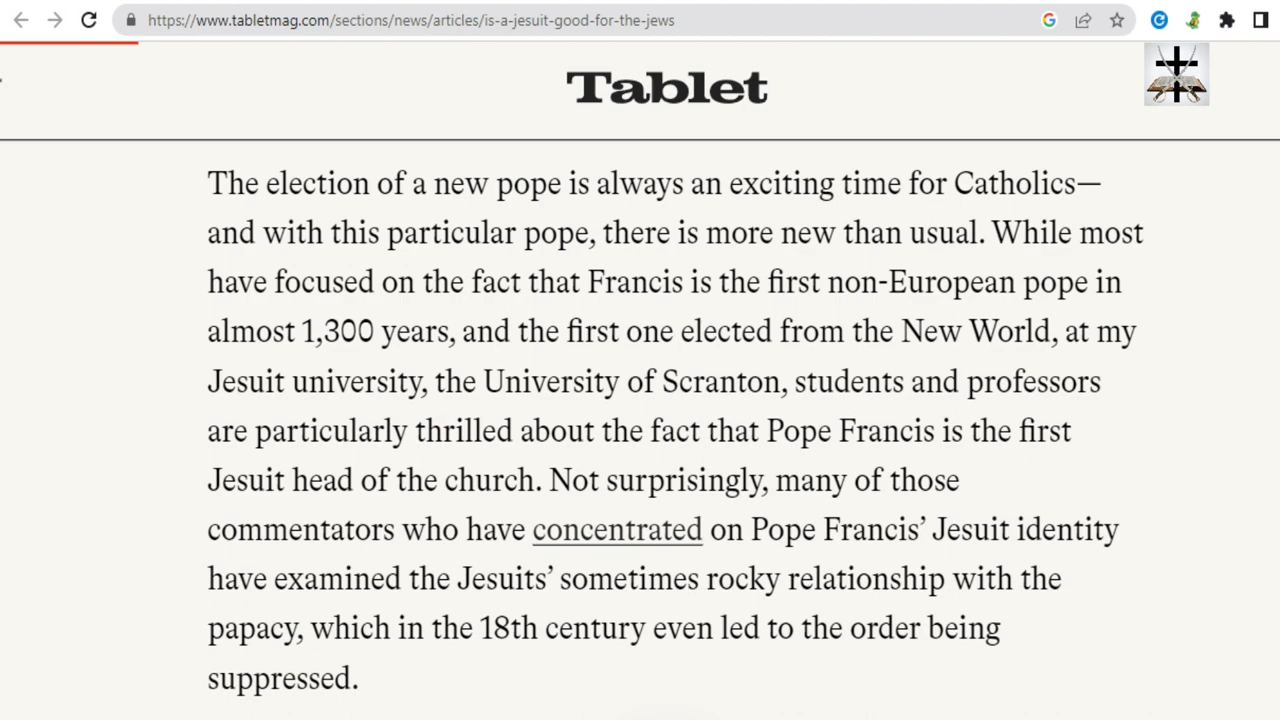 https://www.tabletmag.com/sections/news/articles/is-a-jesuit-good-for-the-jews
Tablet
The election of a new pope is always an exciting time for Catholics—
and with this particular pope, there is more new than usual. While most
have focused on the fact that Francis is the first non-European pope in
almost 1,300 years, and the first one elected from the New World, at my
Jesuit university, the University of Scranton, students and professors
are particularly thrilled about the fact that Pope Francis is the first
Jesuit head of the church. Not surprisingly, many of those
commentators who have concentrated on Pope Francis’ Jesuit identity
have examined the Jesuits’ sometimes rocky relationship with the
papacy, which in the 18th century even led to the order being
suppressed.